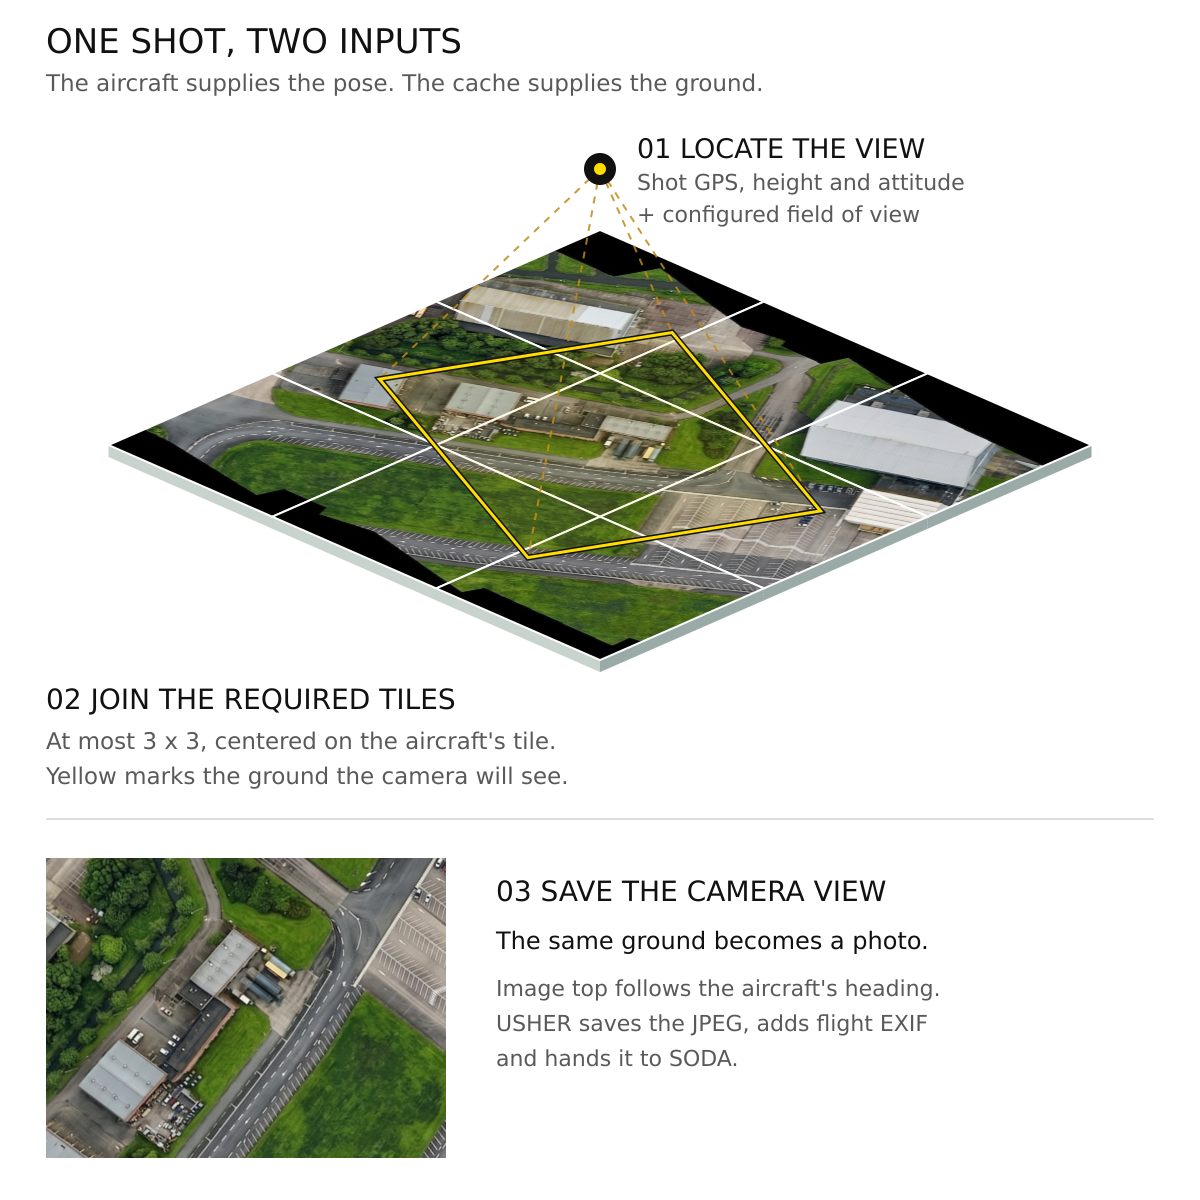 ONE SHOT, TWO INPUTS
The aircraft supplies the pose. The cache supplies the ground.
01 LOCATE THE VIEW
Shot GPS, height and attitude
+ configured field of view
02 JOIN THE REQUIRED TILES
At most 3 x 3, centered on the aircraft's tile.
Yellow marks the ground the camera will see.
03 SAVE THE CAMERA VIEW
The same ground becomes a photo.
Image top follows the aircraft's heading.
USHER saves the JPEG, adds flight EXIF
and hands it to SODA.